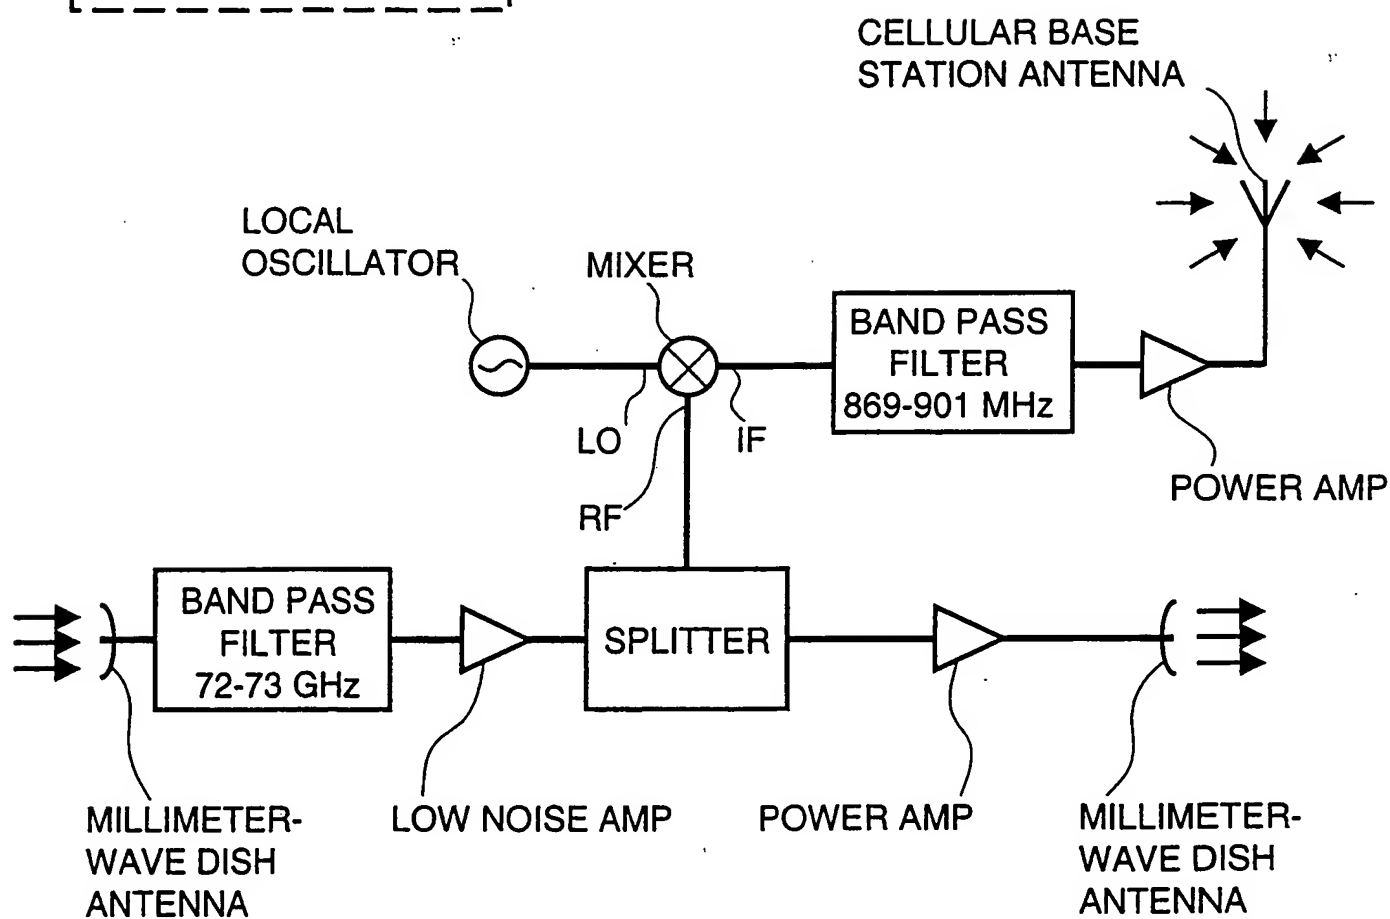 CELLULAR BASE
STATION ANTENNA
LOCAL
OSCILLATOR
MIXER
BAND PASS
FILTER
869-901 MHz
LO
IF
RF
POWER AMP
BAND PASS
FILTER
72-73 GHz
SPLITTER
MILLIMETER-
WAVE DISH
ANTENNA
LOW NOISE AMP
POWER AMP
MILLIMETER-
WAVE DISH
ANTENNA